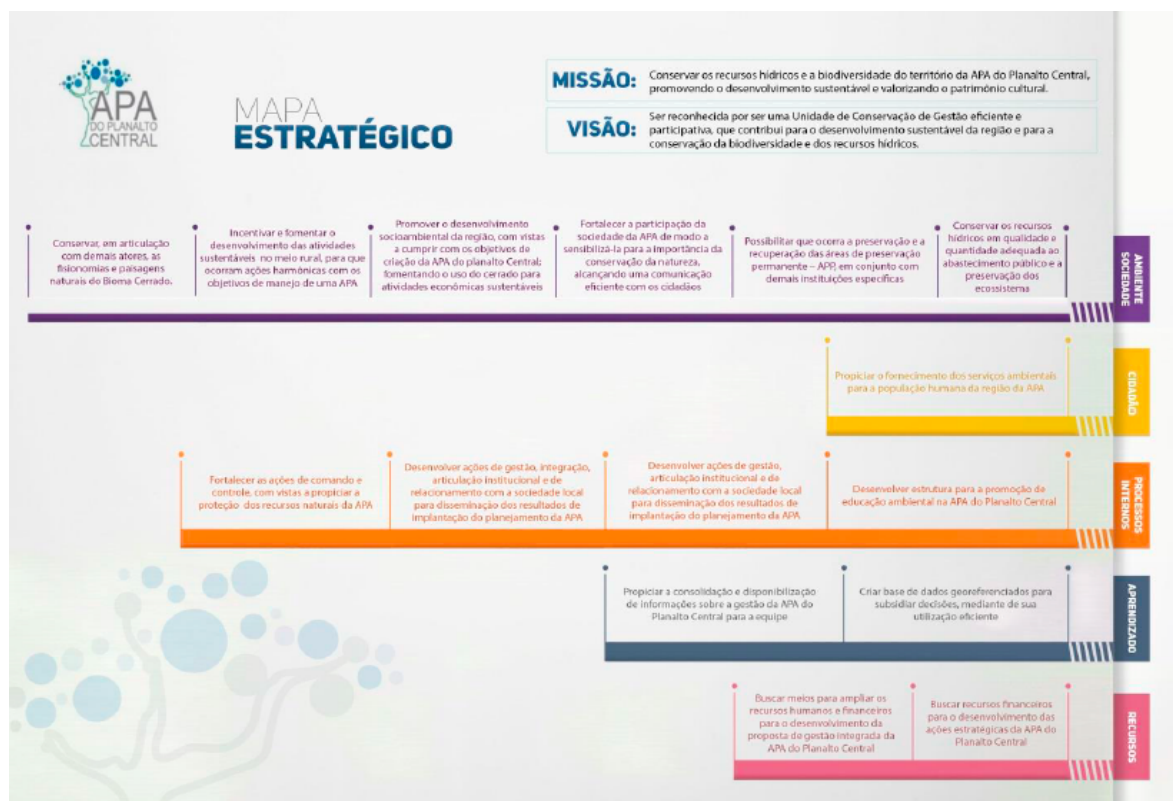 APA
DO PLANALTO
CENTRAL
MAPA
ESTRATÉGICO
MISSÃO:
Conservar os recursos hídricos e a biodiversidade do território da APA do Planalto Central,
promovendo o desenvolvimento sustentável e valorizando o patrimônio cultural.
VISÃO:
Ser reconhecida por ser uma Unidade de Conservação de Gestão eficiente e
participativa, que contribui para o desenvolvimento sustentável da região e para a
conservação da biodiversidade e dos recursos hídricos.
Conservar, em articulação
com demais atores, as
fisionomias e paisagens
naturais do Bioma Cerrado.
Incentivar e fomentar o
desenvolvimento das atividades
sustentáveis no meio rural, para que
ocorram ações harmônicas com os
objetivos de manejo de uma APA
Promover o desenvolvimento
socioambiental da região, com vistas
a cumprir com os objetivos de
criação da APA do planalto Central;
fomentando o uso do cerrado para
atividades econômicas sustentáveis
Fortalecer a participação da
sociedade da APA de modo a
sensibilizá-la para a importância da
conservação da natureza,
alcançando uma comunicação
eficiente com os cidadãos
Possibilitar que ocorra a preservação e a
recuperação das áreas de preservação
permanente – APP, em conjunto com
demais instituições específicas
Conservar os recursos
hídricos em qualidade e
quantidade adequada ao
abastecimento público e a
preservação dos
ecossistema
AMBIENTE
SOCIEDADE
Propiciar o fornecimento dos serviços ambientais
para a população humana da região da APA
CIDADÃO
Fortalecer as ações de comando e
controle, com vistas a propiciar a
proteção dos recursos naturais da APA
Desenvolver ações de gestão, integração,
articulação institucional e de
relacionamento com a sociedade local
para disseminação dos resultados de
implantação do planejamento da APA
Desenvolver ações de gestão,
articulação institucional e de
relacionamento com a sociedade local
para disseminação dos resultados de
implantação do planejamento da APA
Desenvolver estrutura para a promoção de
educação ambiental na APA do Planalto Central
PROCESSOS
INTERNOS
Propiciar a consolidação e disponibilização
de informações sobre a gestão da APA do
Planalto Central para a equipe
Criar base de dados georeferenciados para
subsidiar decisões, mediante de sua
utilização eficiente
APRENDIZADO
Buscar meios para ampliar os
recursos humanos e financeiros
para o desenvolvimento da
proposta de gestão integrada da
APA do Planalto Central
Buscar recursos financeiros
para o desenvolvimento das
ações estratégicas da APA do
Planalto Central
RECURSOS